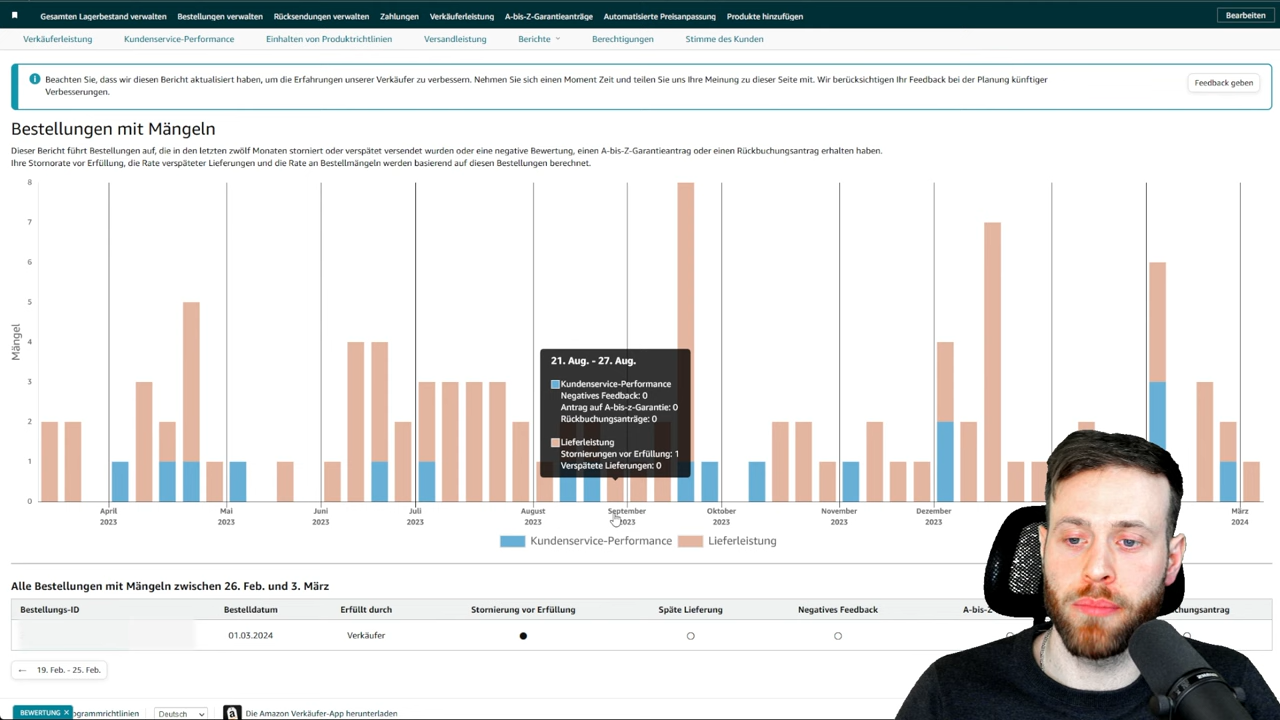 Gesamten Lagerbestand verwalten Bestellungen verwalten Rücksendungen verwalten Zahlungen Verkäuferleistung A-bis-Z-Garantieanträge Automatisierte Preisanpassung Produkte hinzufügen Bearbeiten
Verkäuferleistung Kundenservice-Performance Einhalten von Produktrichtlinien Versandleistung Berichte Berechtigungen Stimme des Kunden
Beachten Sie, dass wir diesen Bericht aktualisiert haben, um die Erfahrungen unserer Verkäufer zu verbessern. Nehmen Sie sich einen Moment Zeit und teilen Sie uns Ihre Meinung zu dieser Seite mit. Wir berücksichtigen Ihr Feedback bei der Planung künftiger
Verbesserungen.
Feedback geben
Bestellungen mit Mängeln
Dieser Bericht führt Bestellungen auf, die in den letzten zwölf Monaten storniert oder verspätet versendet wurden oder eine negative Bewertung, einen A-bis-Z-Garantieantrag oder einen Rückbuchungsantrag erhalten haben.
Ihre Stornorate vor Erfüllung, die Rate verspäteter Lieferungen und die Rate an Bestellmängeln werden basierend auf diesen Bestellungen berechnet.
8
7
6
5
4
3
2
1
0
Mängel
21. Aug. - 27. Aug.
Kundenservice-Performance
Negatives Feedback: 0
Antrag auf A-bis-z-Garantie: 0
Rückbuchungsanträge: 0
Lieferleistung
Stornierungen vor Erfüllung: 1
Verspätete Lieferungen: 0
April Mai Juni Juli August September Oktober November Dezember März
2023 2023 2023 2023 2023 2023 2023 2023 2023 2024
Kundenservice-Performance Lieferleistung
Alle Bestellungen mit Mängeln zwischen 26. Feb. und 3. März
Bestellungs-ID Bestelldatum Erfüllt durch Stornierung vor Erfüllung Späte Lieferung Negatives Feedback A-bis-z
01.03.2024 Verkäufer
← 19. Feb. - 25. Feb.
BEWERTUNG × Deutsch a Die Amazon Verkäufer-App herunterladen